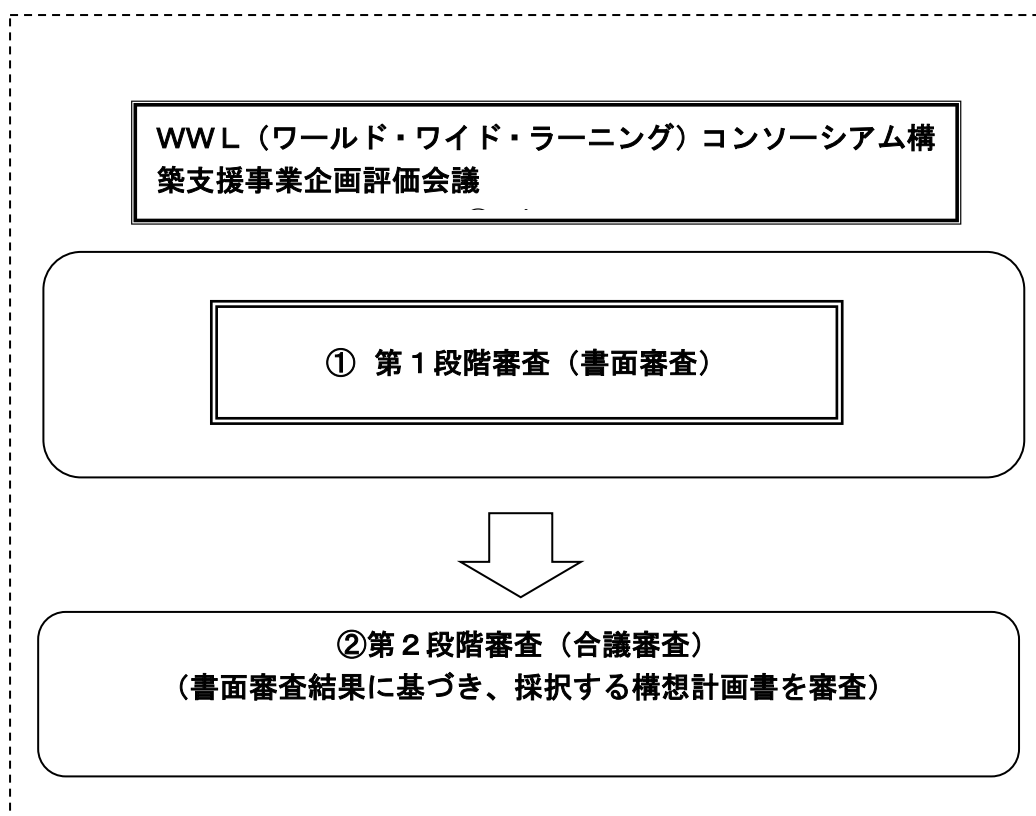 ＷＷＬ（ワールド・ワイド・ラーニング）コンソーシアム構
築支援事業企画評価会議
① 第１段階審査（書面審査）
②第２段階審査（合議審査）
（書面審査結果に基づき、採択する構想計画書を審査）